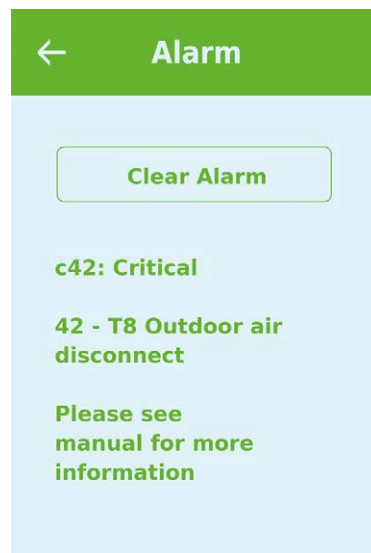 Alarm
Clear Alarm
c42: Critical
42 - T8 Outdoor air
disconnect
Please see
manual for more
information